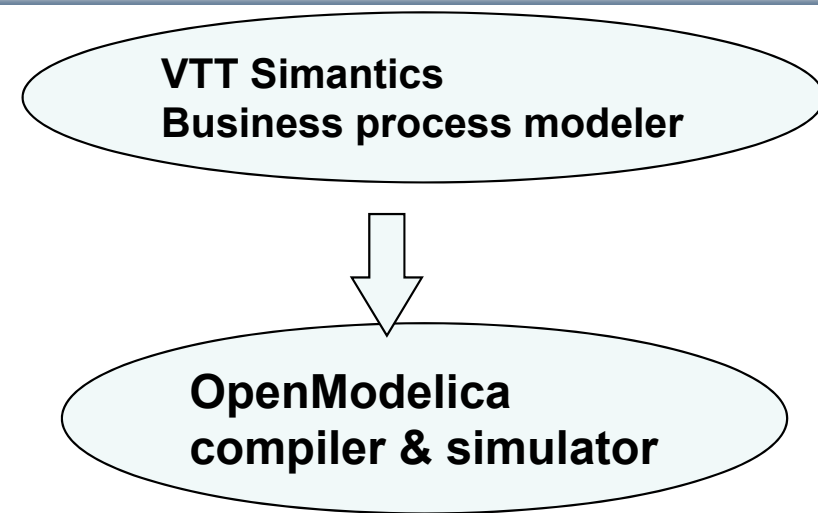 VTT Simantics
Business process modeler
OpenModelica
compiler & simulator